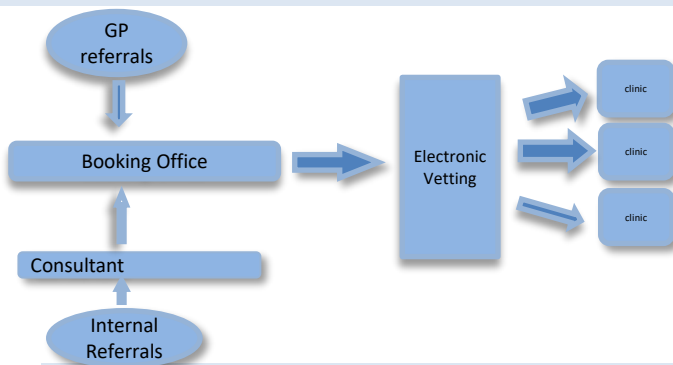 GP
referrals
Booking Office
Consultant
Internal
Referrals
Electronic
Vetting
clinic
clinic
clinic